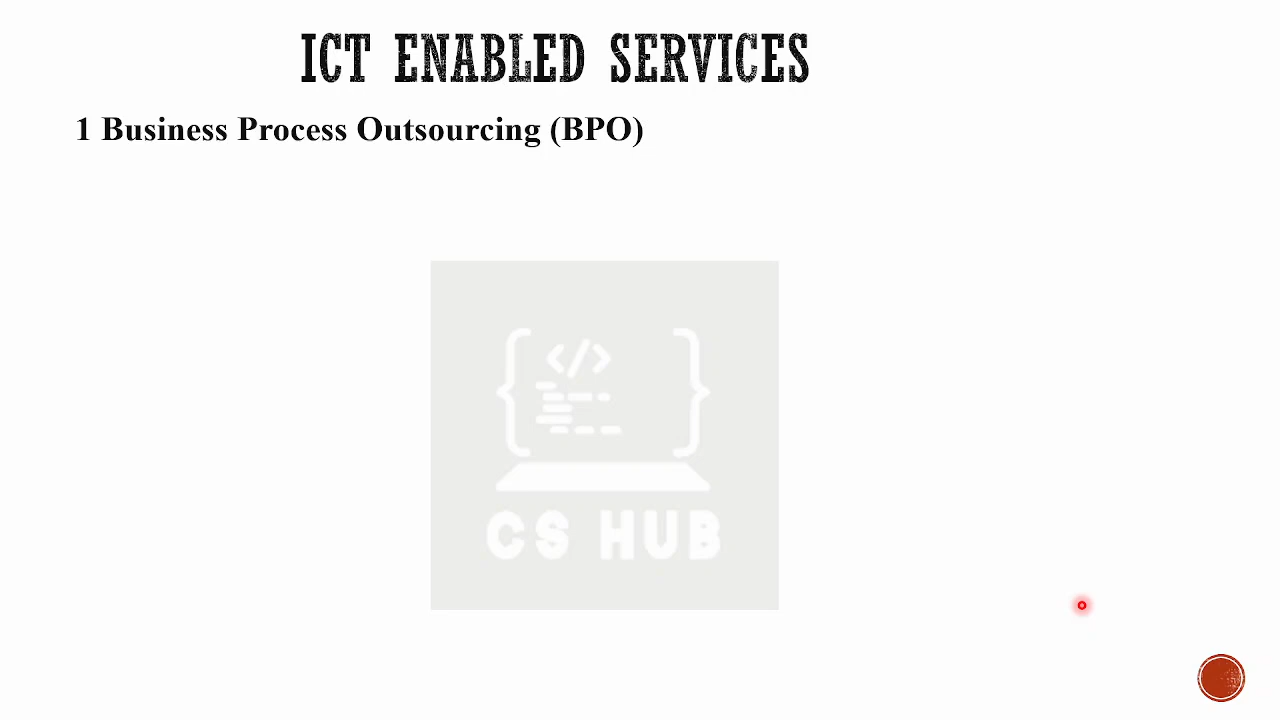 ICT ENABLED SERVICES
1 Business Process Outsourcing (BPO)
</>
CS HUB